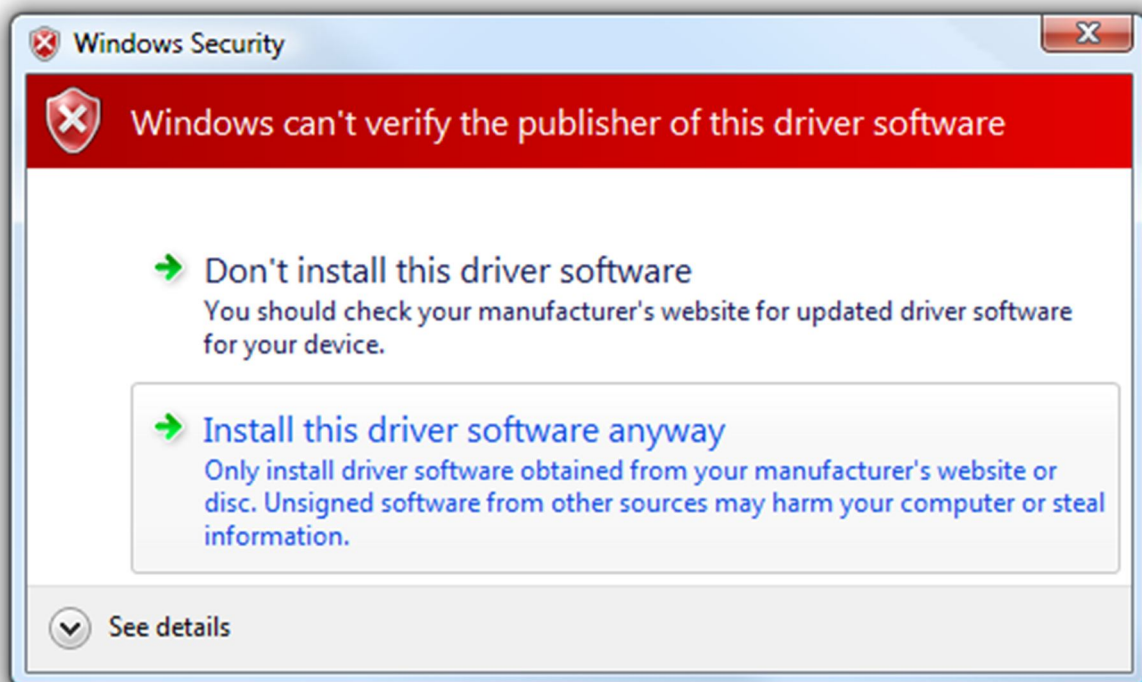 Windows Security
Windows can't verify the publisher of this driver software
Don't install this driver software
You should check your manufacturer's website for updated driver software
for your device.
Install this driver software anyway
Only install driver software obtained from your manufacturer's website or
disc. Unsigned software from other sources may harm your computer or steal
information.
See details